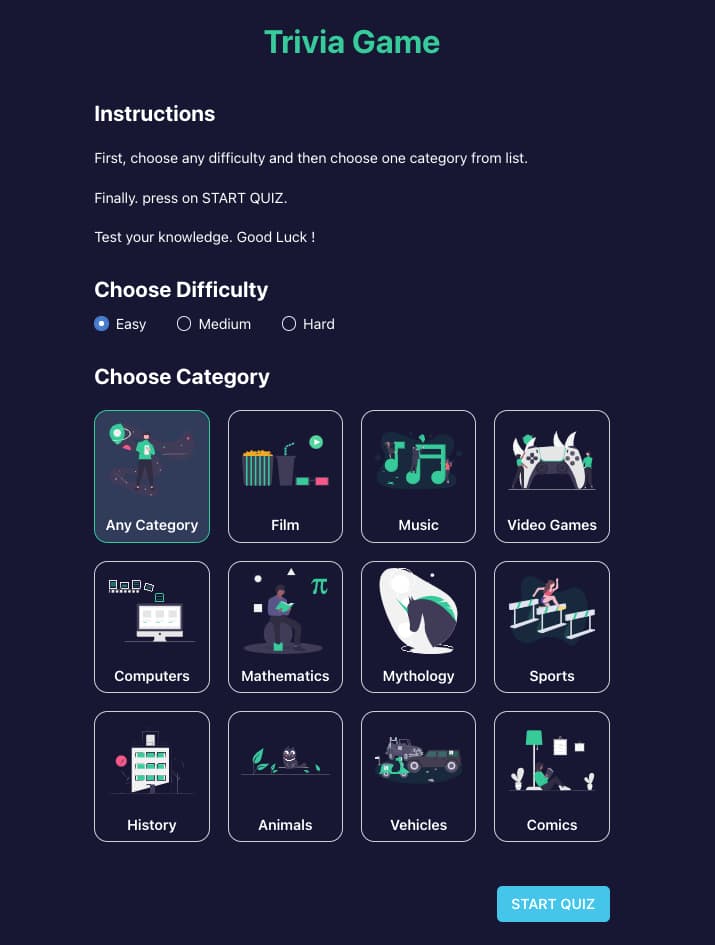 Trivia Game
Instructions
First, choose any difficulty and then choose one category from list.
Finally. press on START QUIZ.
Test your knowledge. Good Luck !
Choose Difficulty
Easy Medium Hard
Choose Category
Any Category Film Music Video Games
π
Computers Mathematics Mythology Sports
History Animals Vehicles Comics
START QUIZ